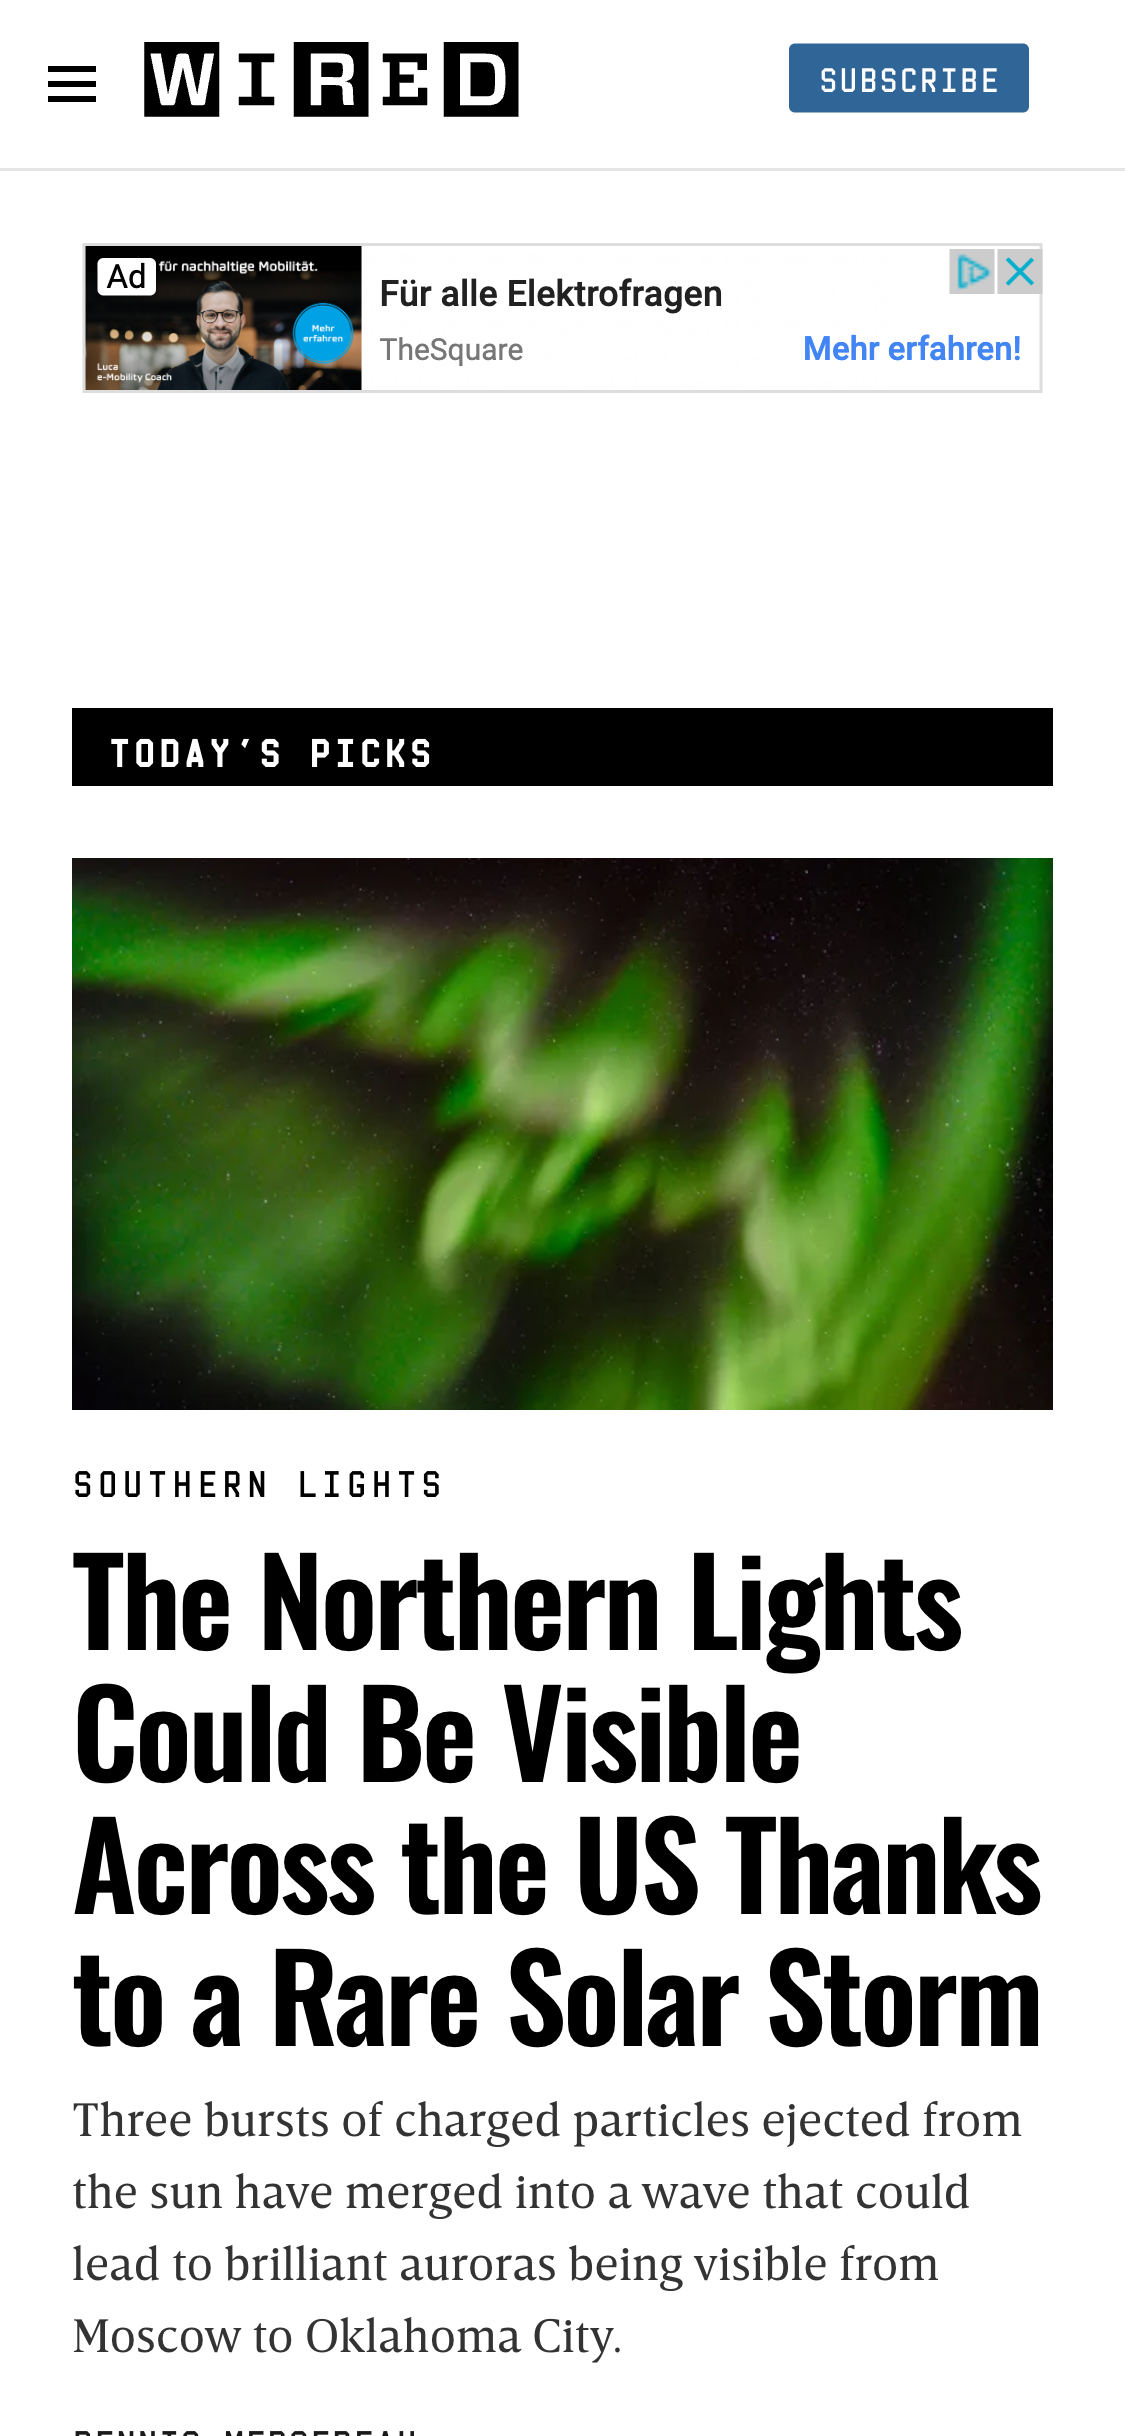 WIRED
SUBSCRIBE
Ad
für nachhaltige Mobilität.
Mehr
erfahren
Luca
e-Mobility Coach
Für alle Elektrofragen
TheSquare
Mehr erfahren!
TODAY'S PICKS
SOUTHERN LIGHTS
The Northern Lights
Could Be Visible
Across the US Thanks
to a Rare Solar Storm
Three bursts of charged particles ejected from
the sun have merged into a wave that could
lead to brilliant auroras being visible from
Moscow to Oklahoma City.